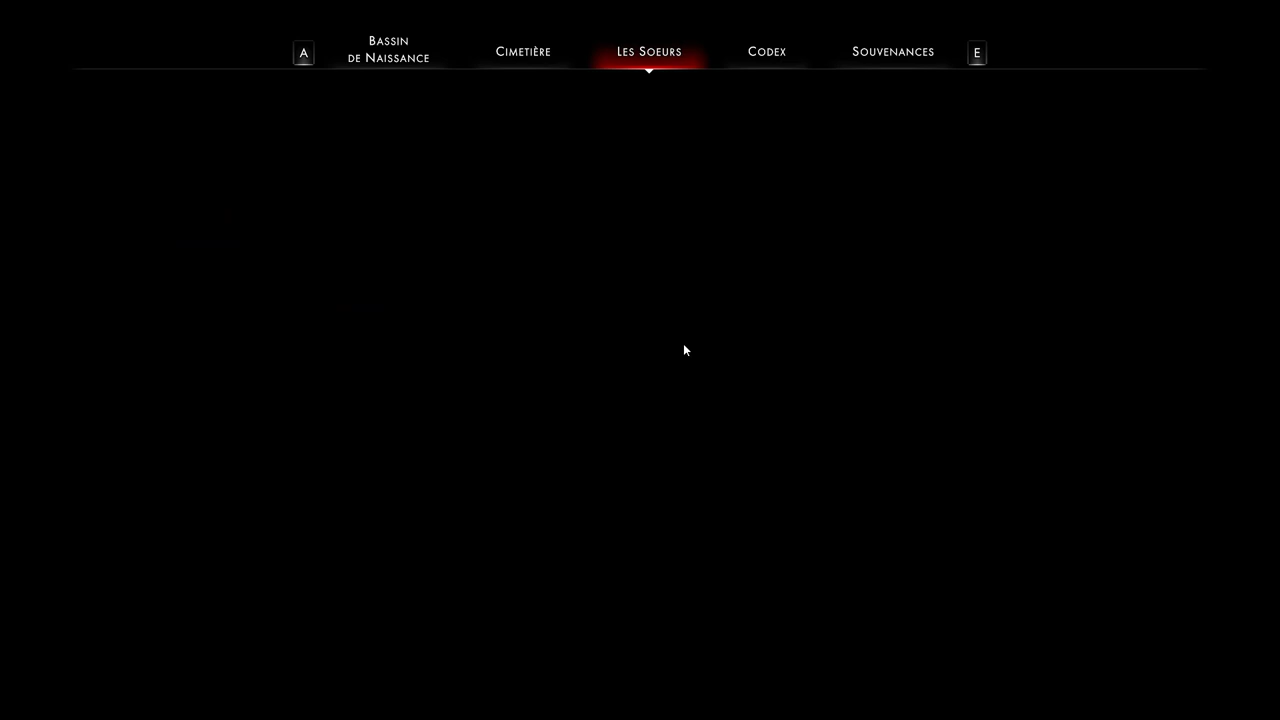 A
Bassin
de Naissance
Cimetière
Les Soeurs
Codex
Souvenances
E